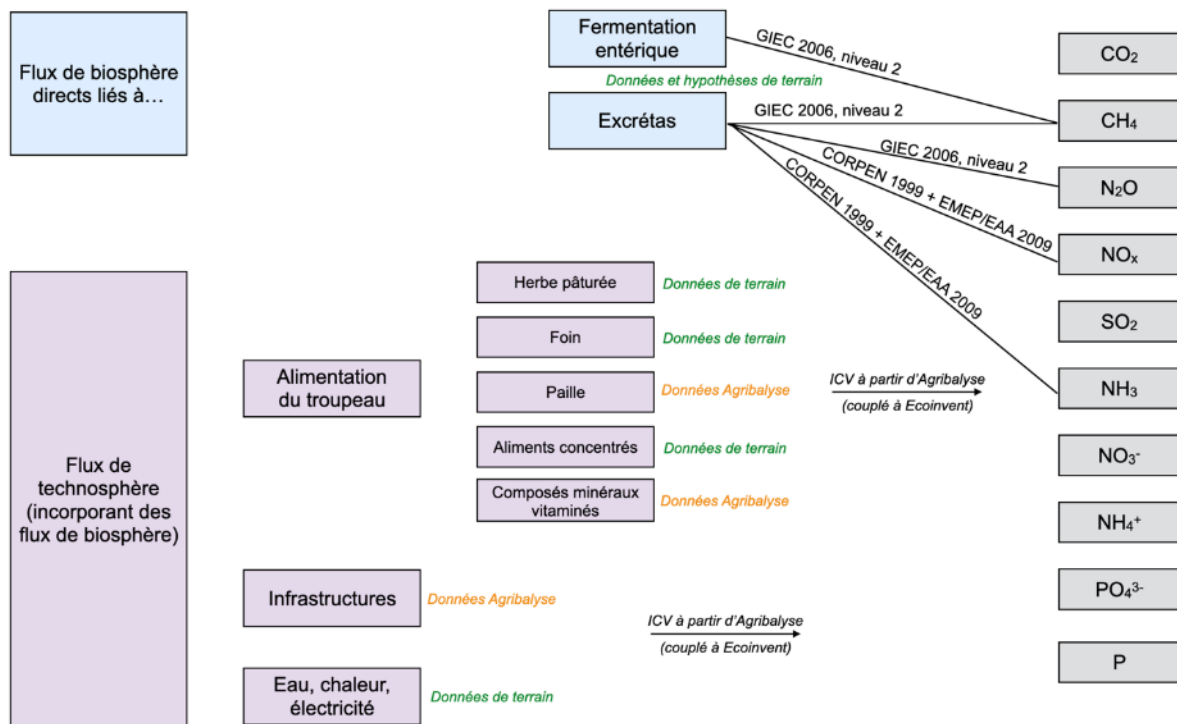 Flux de biosphère
directs liés à…
Fermentation
entérique
Données et hypothèses de terrain
Excrétas
GIEC 2006, niveau 2
GIEC 2006, niveau 2
GIEC 2006, niveau 2
CORPEN 1999 + EMEP/EAA 2009
CORPEN 1999 + EMEP/EAA 2009
CO₂
CH₄
N₂O
NOₓ
SO₂
NH₃
NO₃⁻
NH₄⁺
PO₄³⁻
P
Flux de
technosphère
(incorporant des
flux de biosphère)
Alimentation
du troupeau
Herbe pâturée
Données de terrain
Foin
Données de terrain
Paille
Données Agribalyse
Aliments concentrés
Données de terrain
Composés minéraux
vitaminés
Données Agribalyse
ICV à partir d'Agribalyse
(couplé à Ecoinvent)
Infrastructures
Données Agribalyse
ICV à partir d'Agribalyse
(couplé à Ecoinvent)
Eau, chaleur,
électricité
Données de terrain